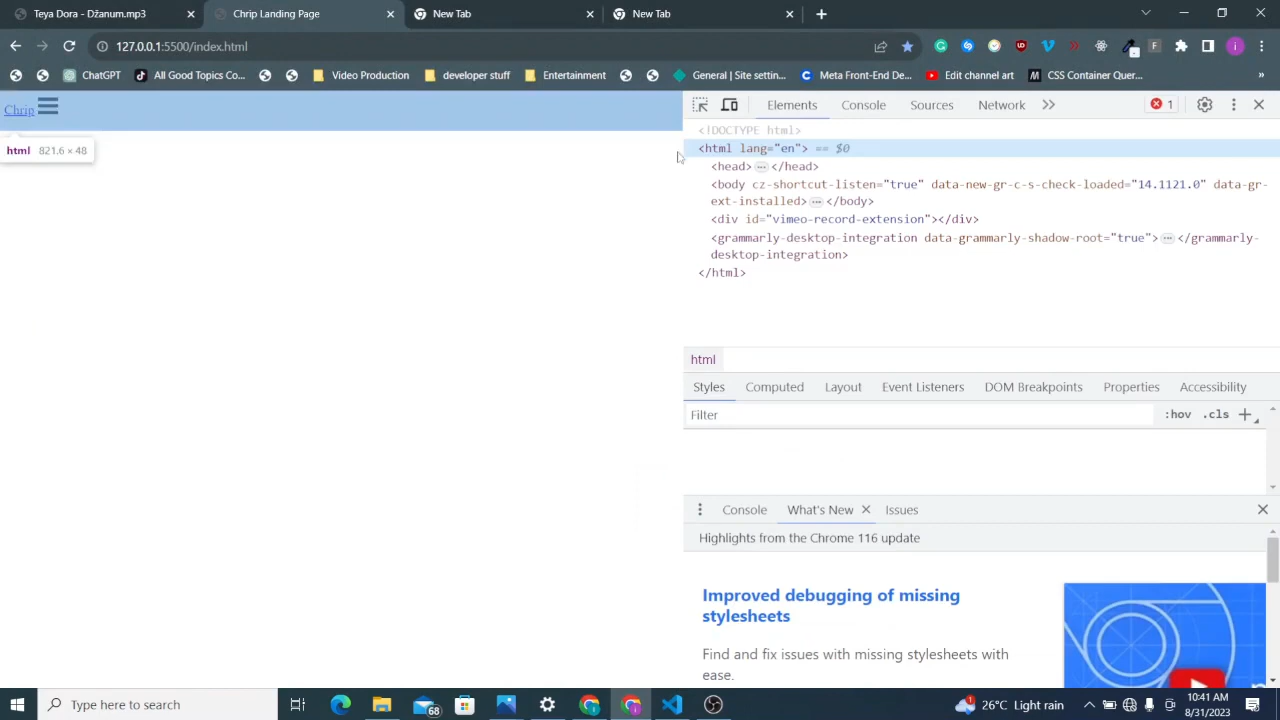 Teya Dora - Džanum.mp3
Chrip landing page
New Tab
New Tab
127.0.0.1:5500/index.html
F
i
ChatGPT
All Good Topics Co...
Video Production
developer stuff
Entertainment
General | Site settin...
Meta Front-End De...
Edit channel art
CSS Container Quer...
»
Chrip
html 821.6 × 48
Elements
Console
Sources
Network
1
<!DOCTYPE html>
<html lang="en"> == $0
<head>…</head>
<body cz-shortcut-listen="true" data-new-gr-c-s-check-loaded="14.1121.0" data-gr-
ext-installed>…</body>
<div id="vimeo-record-extension"></div>
<grammarly-desktop-integration data-grammarly-shadow-root="true">…</grammarly-
desktop-integration>
</html>
html
Styles
Computed
Layout
Event Listeners
DOM Breakpoints
Properties
Accessibility
Filter
:hov
.cls
Console
What's New
Issues
Highlights from the Chrome 116 update
Improved debugging of missing
stylesheets
Find and fix issues with missing stylesheets with
ease.
Type here to search
68
1
26°C Light rain
10:41 AM
8/31/2023